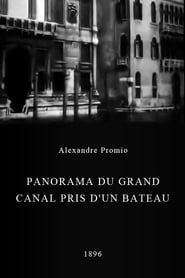 Alexandre Promio
PANORAMA DU GRAND
CANAL PRIS D'UN BATEAU
1896